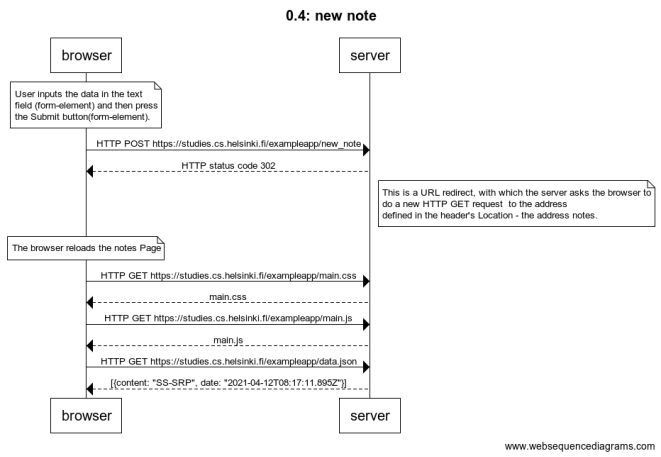 0.4: new note
browser
server
User inputs the data in the text
field (form-element) and then press
the Submit button(form-element).
HTTP POST https://studies.cs.helsinki.fi/exampleapp/new_note
HTTP status code 302
This is a URL redirect, with which the server asks the browser to
do a new HTTP GET request  to the address
defined in the header's Location - the address notes.
The browser reloads the notes Page
HTTP GET https://studies.cs.helsinki.fi/exampleapp/main.css
main.css
HTTP GET https://studies.cs.helsinki.fi/exampleapp/main.js
main.js
HTTP GET https://studies.cs.helsinki.fi/exampleapp/data.json
[{content: "SS-SRP", date: "2021-04-12T08:17:11.895Z"}]
browser
server
www.websequencediagrams.com